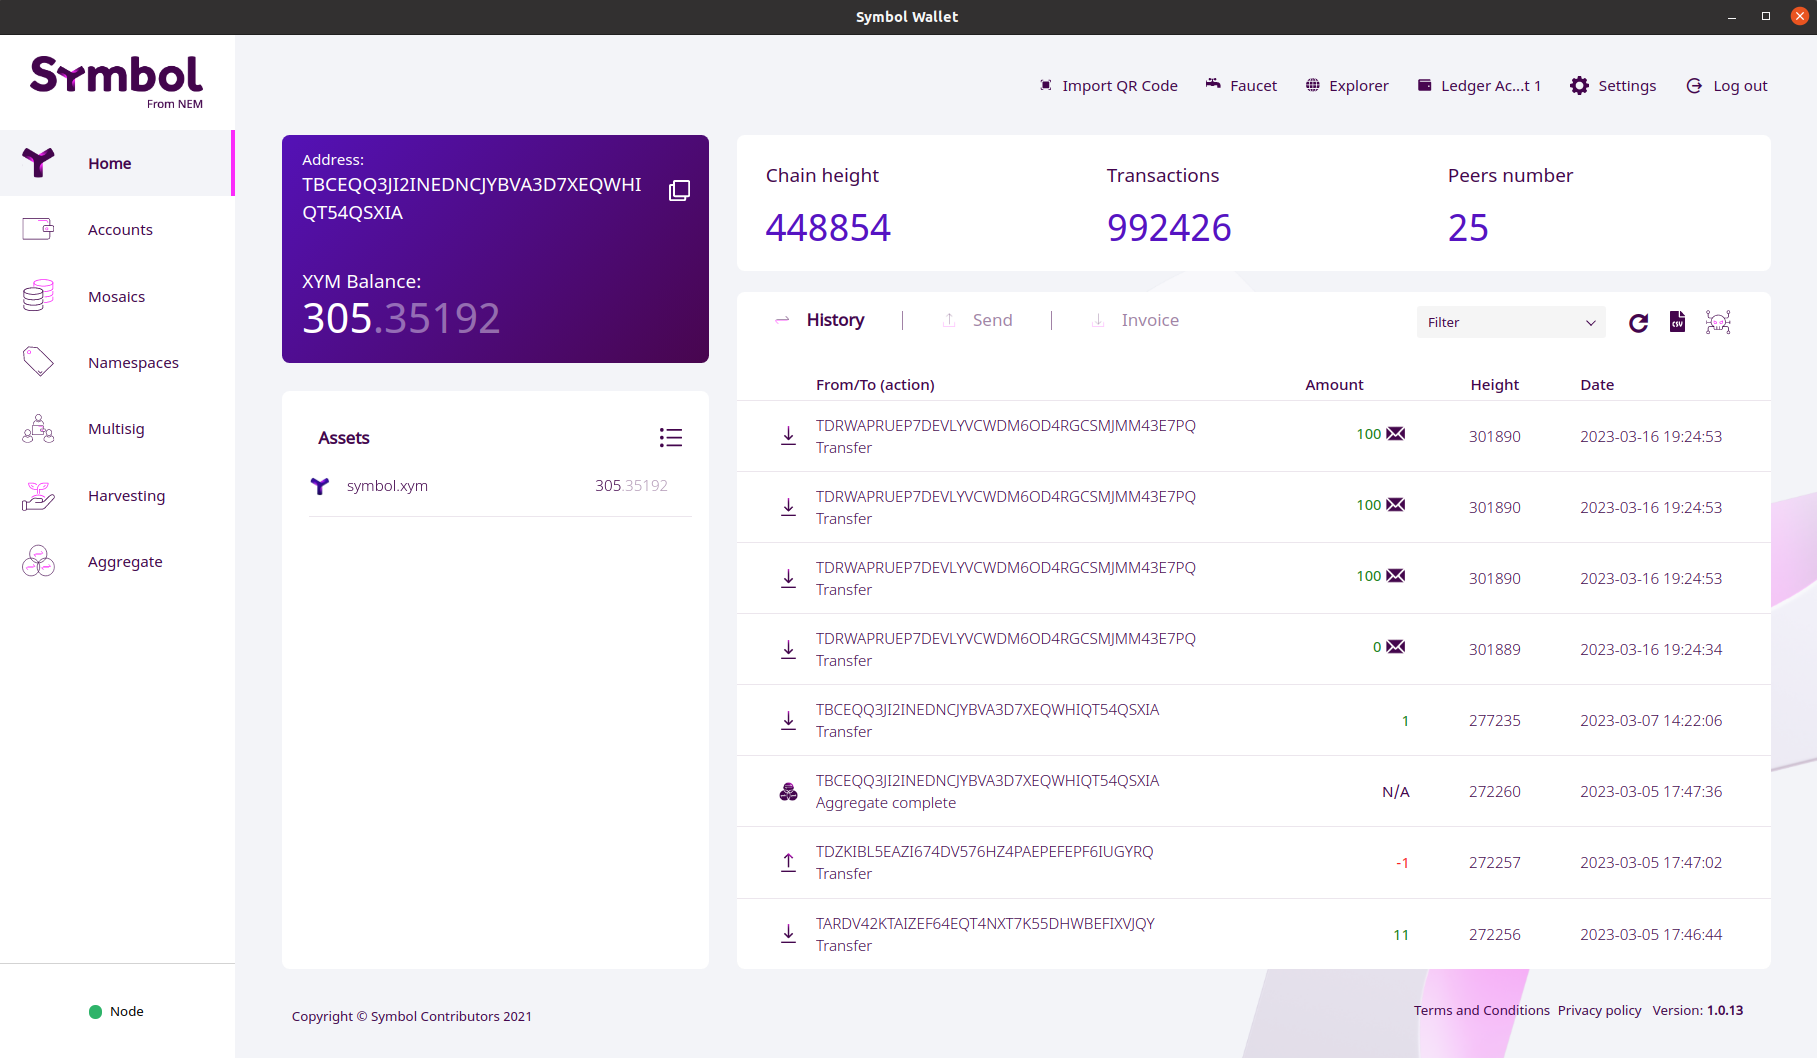 Symbol Wallet
Symbol
From NEM
Import QR Code
Faucet
Explorer
Ledger Ac...t 1
Settings
Log out
Home
Accounts
Mosaics
Namespaces
Multisig
Harvesting
Aggregate
Node
Address:
TBCEQQ3JI2INEDNCJYBVA3D7XEQWHI
QT54QSXIA
XYM Balance:
305.35192
Assets
symbol.xym 305.35192
Chain height Transactions Peers number
448854 992426 25
History Send Invoice Filter CSV
From/To (action) Amount Height Date
TDRWAPRUEP7DEVLYVCWDM6OD4RGCSMJMM43E7PQ
Transfer
100 301890 2023-03-16 19:24:53
TDRWAPRUEP7DEVLYVCWDM6OD4RGCSMJMM43E7PQ
Transfer
100 301890 2023-03-16 19:24:53
TDRWAPRUEP7DEVLYVCWDM6OD4RGCSMJMM43E7PQ
Transfer
100 301890 2023-03-16 19:24:53
TDRWAPRUEP7DEVLYVCWDM6OD4RGCSMJMM43E7PQ
Transfer
0 301889 2023-03-16 19:24:34
TBCEQQ3JI2INEDNCJYBVA3D7XEQWHIQT54QSXIA
Transfer
1 277235 2023-03-07 14:22:06
TBCEQQ3JI2INEDNCJYBVA3D7XEQWHIQT54QSXIA
Aggregate complete
N/A 272260 2023-03-05 17:47:36
TDZKIBL5EAZI674DV576HZ4PAEPEFEPF6IUGYRQ
Transfer
-1 272257 2023-03-05 17:47:02
TARDV42KTAIZEF64EQT4NXT7K55DHWBEFIXVJQY
Transfer
11 272256 2023-03-05 17:46:44
Copyright © Symbol Contributors 2021
Terms and Conditions Privacy policy Version: 1.0.13